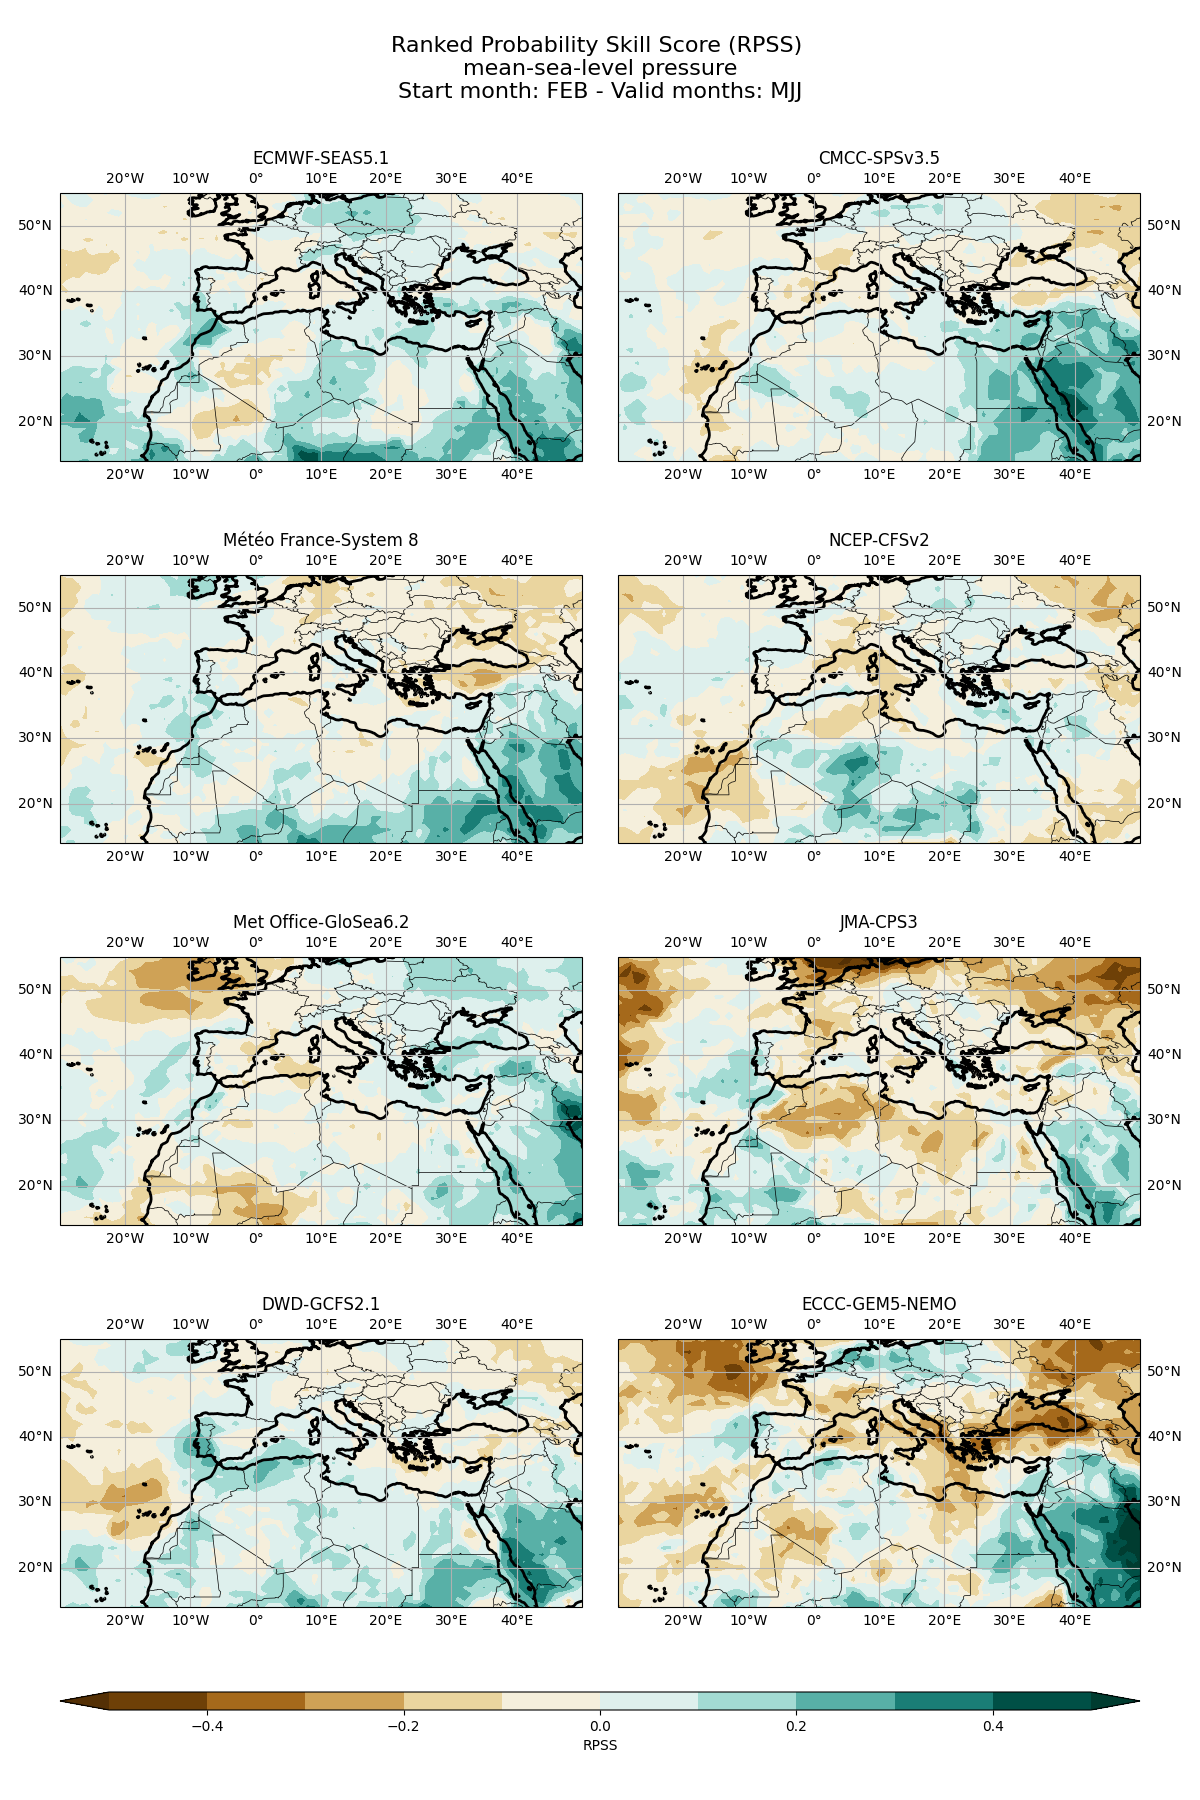 Ranked Probability Skill Score (RPSS)
mean-sea-level pressure
Start month: FEB - Valid months: MJJ
ECMWF-SEAS5.1
20°W 10°W 0° 10°E 20°E 30°E 40°E
50°N
40°N
30°N
20°N
20°W 10°W 0° 10°E 20°E 30°E 40°E
CMCC-SPSv3.5
20°W 10°W 0° 10°E 20°E 30°E 40°E
50°N
40°N
30°N
20°N
20°W 10°W 0° 10°E 20°E 30°E 40°E
Météo France-System 8
20°W 10°W 0° 10°E 20°E 30°E 40°E
50°N
40°N
30°N
20°N
20°W 10°W 0° 10°E 20°E 30°E 40°E
NCEP-CFSv2
20°W 10°W 0° 10°E 20°E 30°E 40°E
50°N
40°N
30°N
20°N
20°W 10°W 0° 10°E 20°E 30°E 40°E
Met Office-GloSea6.2
20°W 10°W 0° 10°E 20°E 30°E 40°E
50°N
40°N
30°N
20°N
20°W 10°W 0° 10°E 20°E 30°E 40°E
JMA-CPS3
20°W 10°W 0° 10°E 20°E 30°E 40°E
50°N
40°N
30°N
20°N
20°W 10°W 0° 10°E 20°E 30°E 40°E
DWD-GCFS2.1
20°W 10°W 0° 10°E 20°E 30°E 40°E
50°N
40°N
30°N
20°N
20°W 10°W 0° 10°E 20°E 30°E 40°E
ECCC-GEM5-NEMO
20°W 10°W 0° 10°E 20°E 30°E 40°E
50°N
40°N
30°N
20°N
20°W 10°W 0° 10°E 20°E 30°E 40°E
−0.4 −0.2 0.0 0.2 0.4
RPSS